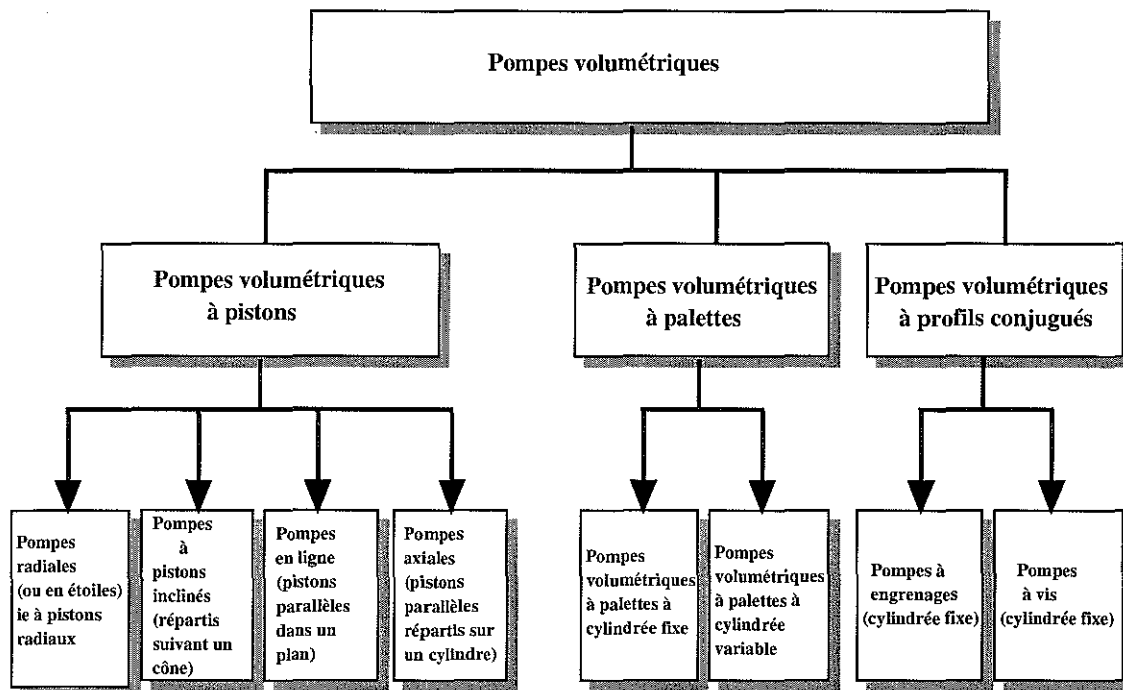 Pompes volumétriques
Pompes volumétriques
à pistons
Pompes volumétriques
à palettes
Pompes volumétriques
à profils conjugués
Pompes
radiales
(ou en étoiles)
ie à pistons
radiaux
Pompes
à
pistons
inclinés
(répartis
suivant un
cône)
Pompes
en ligne
(pistons
parallèles
dans un
plan)
Pompes
axiales
(pistons
parallèles
répartis sur
un cylindre)
Pompes
volumétriques
à palettes à
cylindrée fixe
Pompes
volumétriques
à palettes à
cylindrée
variable
Pompes à
engrenages
(cylindrée fixe)
Pompes
à vis
(cylindrée fixe)